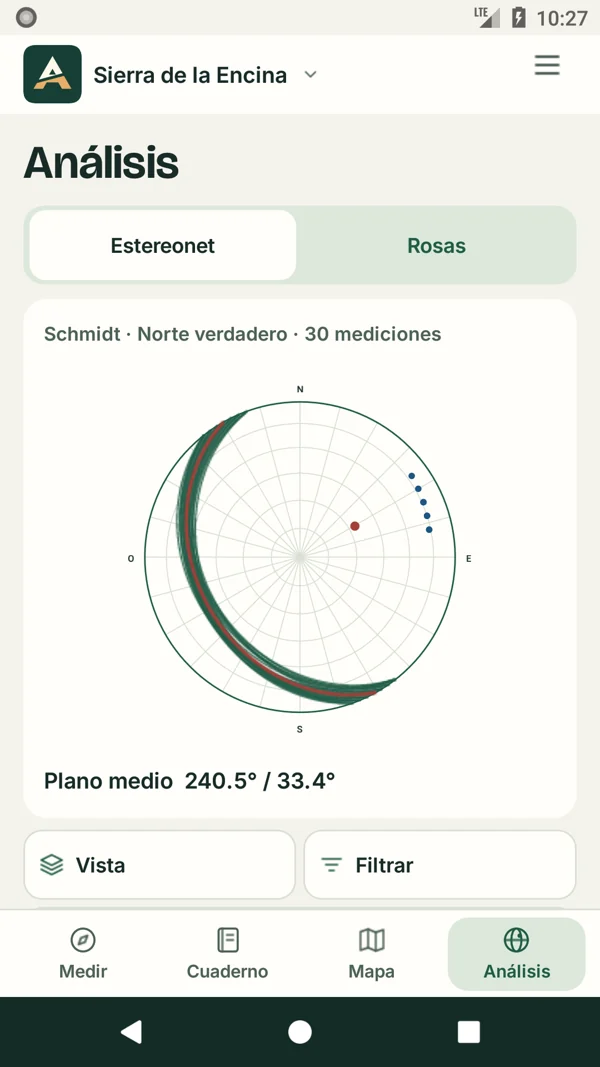 LTE 10:27
Sierra de la Encina
Análisis
Estereonet Rosas
Schmidt · Norte verdadero · 30 mediciones
N
O E
S
Plano medio 240.5° / 33.4°
Vista Filtrar
Medir Cuaderno Mapa Análisis